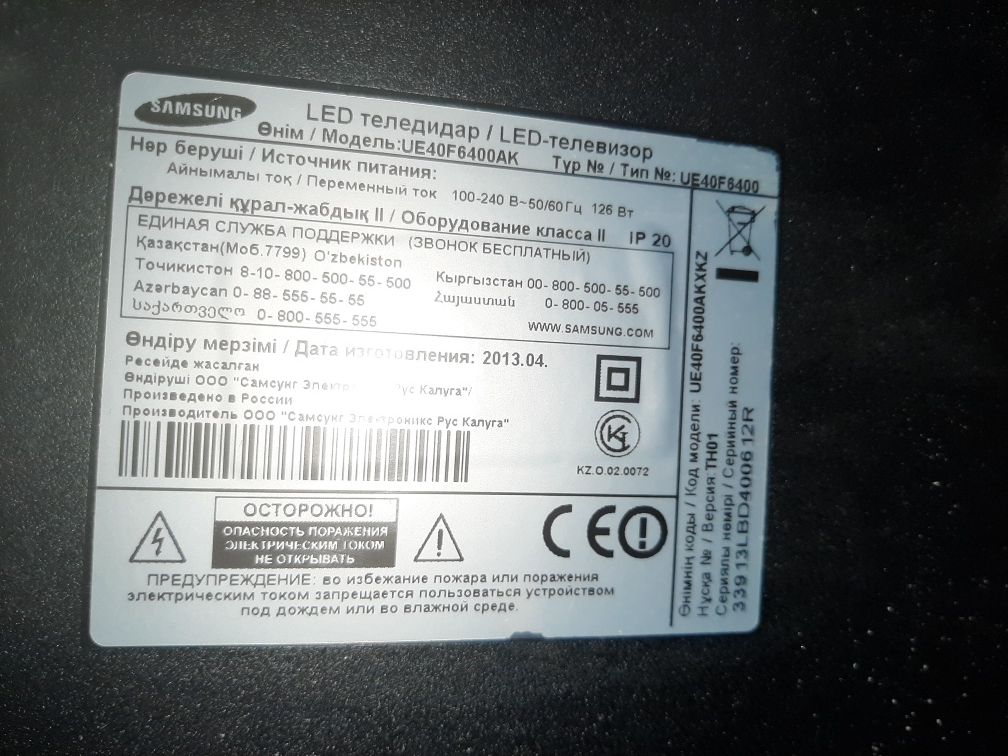 SAMSUNG
LED теледидар / LED-телевизор
Өнім / Модель:UE40F6400AK Түр № / Тип №: UE40F6400
Нәр беруші / Источник питания:
Айнымалы ток / Переменный ток 100-240 В~50/60Гц 126 Вт
Дәрежелі құрал-жабдық II / Оборудование класса II IP 20
ЕДИНАЯ СЛУЖБА ПОДДЕРЖКИ (ЗВОНОК БЕСПЛАТНЫЙ)
Қазақстан(Моб.7799) O'zbekiston
Точикистон 8-10-800-500-55-500 Кыргызстан 00-800-500-55-500
Azərbaycan 0-88-555-55-55 Հայաստան 0-800-05-555
საქართველო 0-800-555-555
WWW.SAMSUNG.COM
Өндіру мерзімі / Дата изготовления: 2013.04.
Ресейде жасалған
Өндіруші ООО "Самсунг Электр Рус Калуга"/
Произведено в России
Производитель ООО "Самсунг Электроникс Рус Калуга"
KZ.O.02.0072
ОСТОРОЖНО!
ОПАСНОСТЬ ПОРАЖЕНИЯ
ЭЛЕКТРИЧЕСКИМ ТОКОМ
НЕ ОТКРЫВАТЬ
CE
ПРЕДУПРЕЖДЕНИЕ: во избежание пожара или поражения
электрическим током запрещается пользоваться устройством
под дождем или во влажной среде.
Өнімнің коды / Код модели: UE40F6400AKXKZ
Нұсқа № / Версия:TH01
Сериялы нөмірі / Серийный номер:
33913LBD400612R